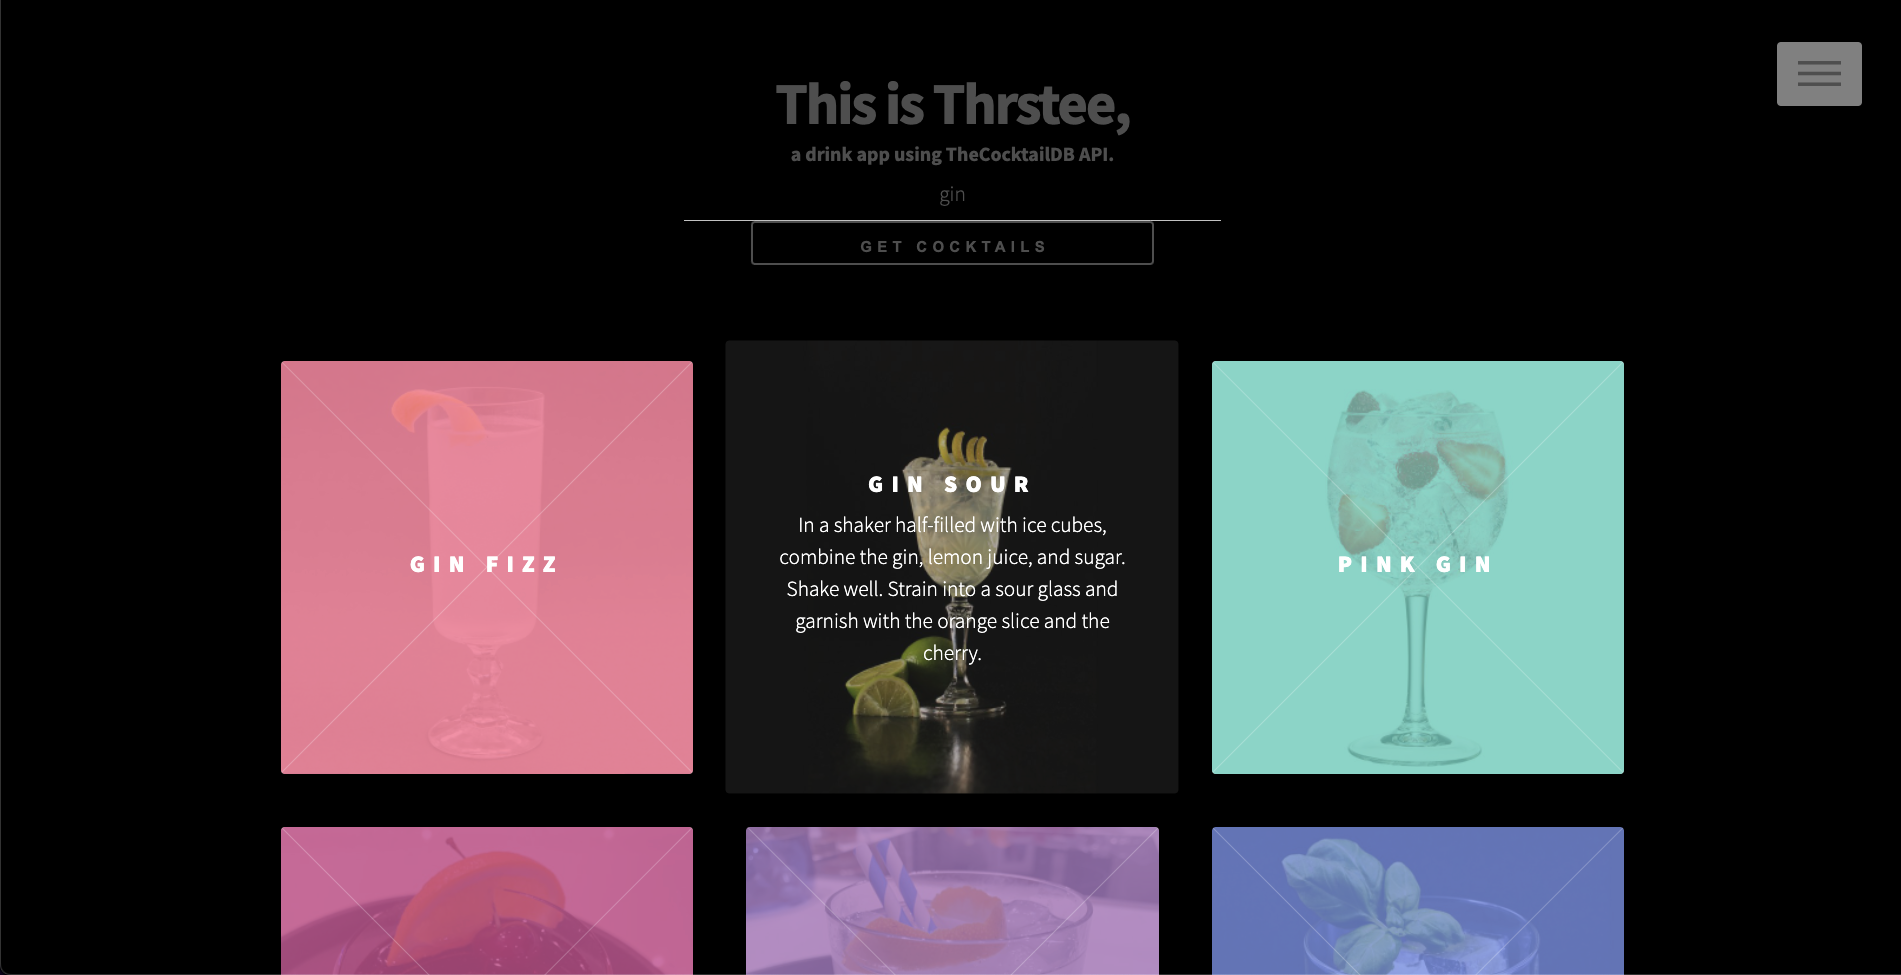 This is Thrstee,
a drink app using TheCocktailDB API.
gin
GET COCKTAILS
GIN FIZZ
GIN SOUR
In a shaker half-filled with ice cubes,
combine the gin, lemon juice, and sugar.
Shake well. Strain into a sour glass and
garnish with the orange slice and the
cherry.
PINK GIN